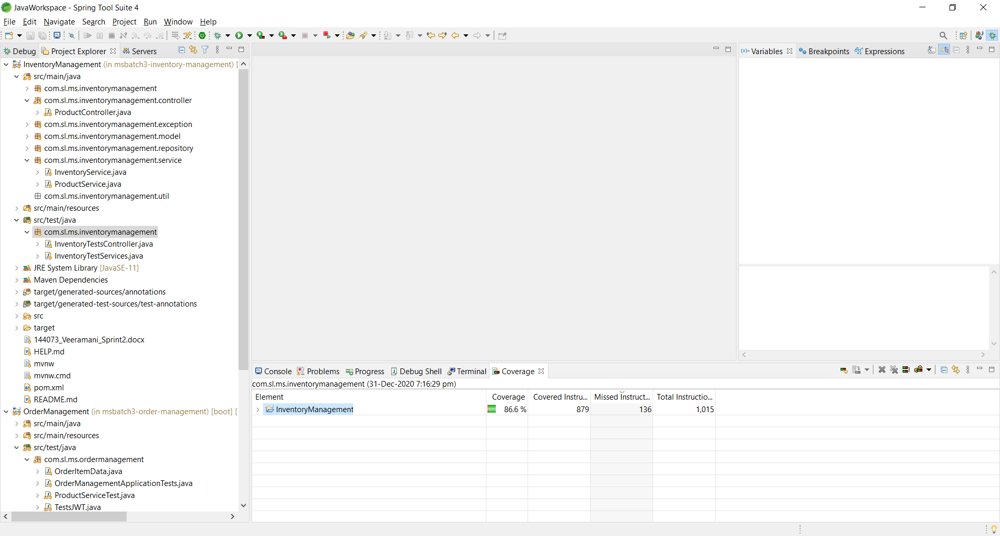 JavaWorkspace - Spring Tool Suite 4
File Edit Navigate Search Project Run Window Help
Debug Project Explorer Servers
InventoryManagement (in msbatch3-inventory-management) [
src/main/java
com.sl.ms.inventorymanagement
com.sl.ms.inventorymanagement.controller
ProductController.java
com.sl.ms.inventorymanagement.exception
com.sl.ms.inventorymanagement.model
com.sl.ms.inventorymanagement.repository
com.sl.ms.inventorymanagement.service
InventoryService.java
ProductService.java
com.sl.ms.inventorymanagement.util
src/main/resources
src/test/java
com.sl.ms.inventorymanagement
InventoryTestsController.java
InventoryTestServices.java
JRE System Library [JavaSE-11]
Maven Dependencies
target/generated-sources/annotations
target/generated-test-sources/test-annotations
src
target
144073_Veeramani_Sprint2.docx
HELP.md
mvnw
mvnw.cmd
pom.xml
README.md
OrderManagement (in msbatch3-order-management) [boot] [
src/main/java
src/main/resources
src/test/java
com.sl.ms.ordermanagement
OrderItemData.java
OrderManagementApplicationTests.java
ProductServiceTest.java
TestsJWT.java
(x)= Variables Breakpoints Expressions
Console Problems Progress Debug Shell Terminal Coverage
com.sl.ms.inventorymanagement (31-Dec-2020 7:16:29 pm)
Element Coverage Covered Instru... Missed Instruct... Total Instructio...
InventoryManagement 86.6 % 879 136 1,015